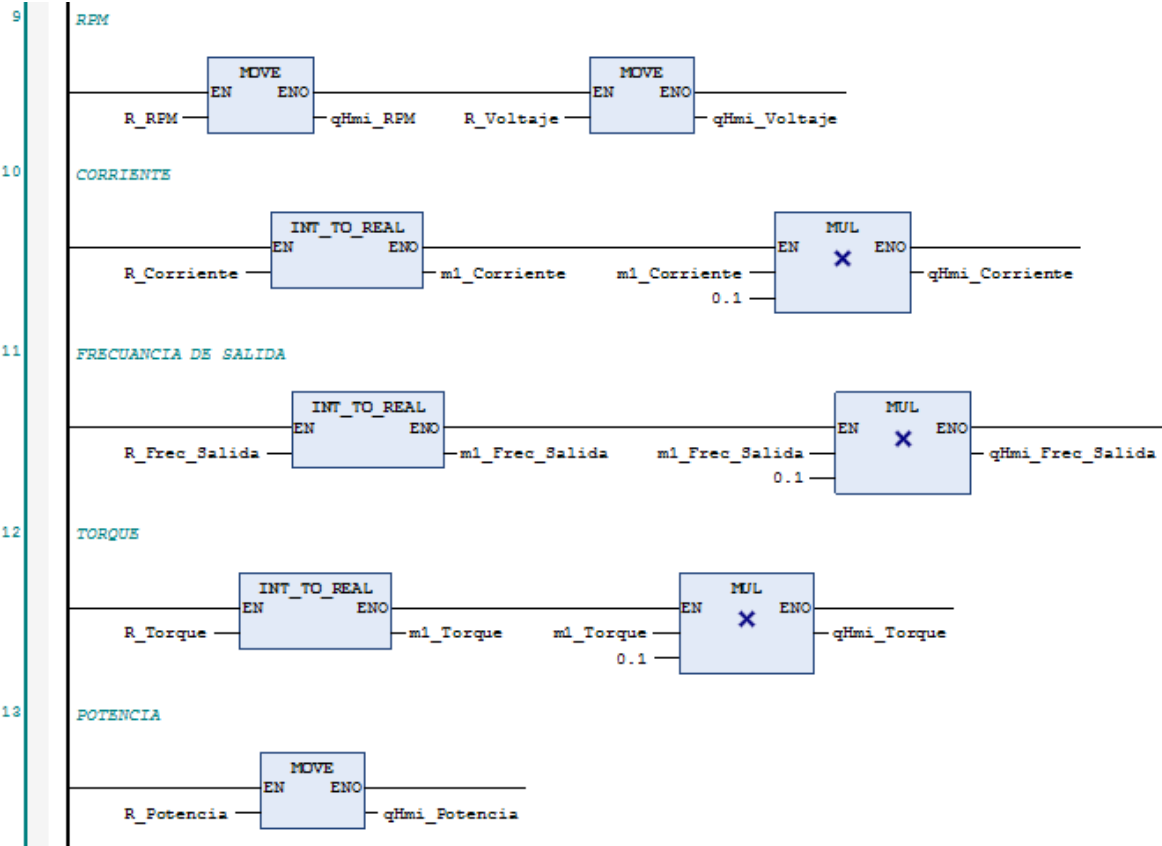 9 RPM
MOVE MOVE
EN ENO EN ENO
R_RPM qHmi_RPM R_Voltaje qHmi_Voltaje
10 CORRIENTE
INT_TO_REAL MUL
EN ENO EN ENO
R_Corriente m1_Corriente m1_Corriente × qHmi_Corriente
0.1
11 FRECUANCIA DE SALIDA
INT_TO_REAL MUL
EN ENO EN ENO
R_Frec_Salida m1_Frec_Salida m1_Frec_Salida × qHmi_Frec_Salida
0.1
12 TORQUE
INT_TO_REAL MUL
EN ENO EN ENO
R_Torque m1_Torque m1_Torque × qHmi_Torque
0.1
13 POTENCIA
MOVE
EN ENO
R_Potencia qHmi_Potencia